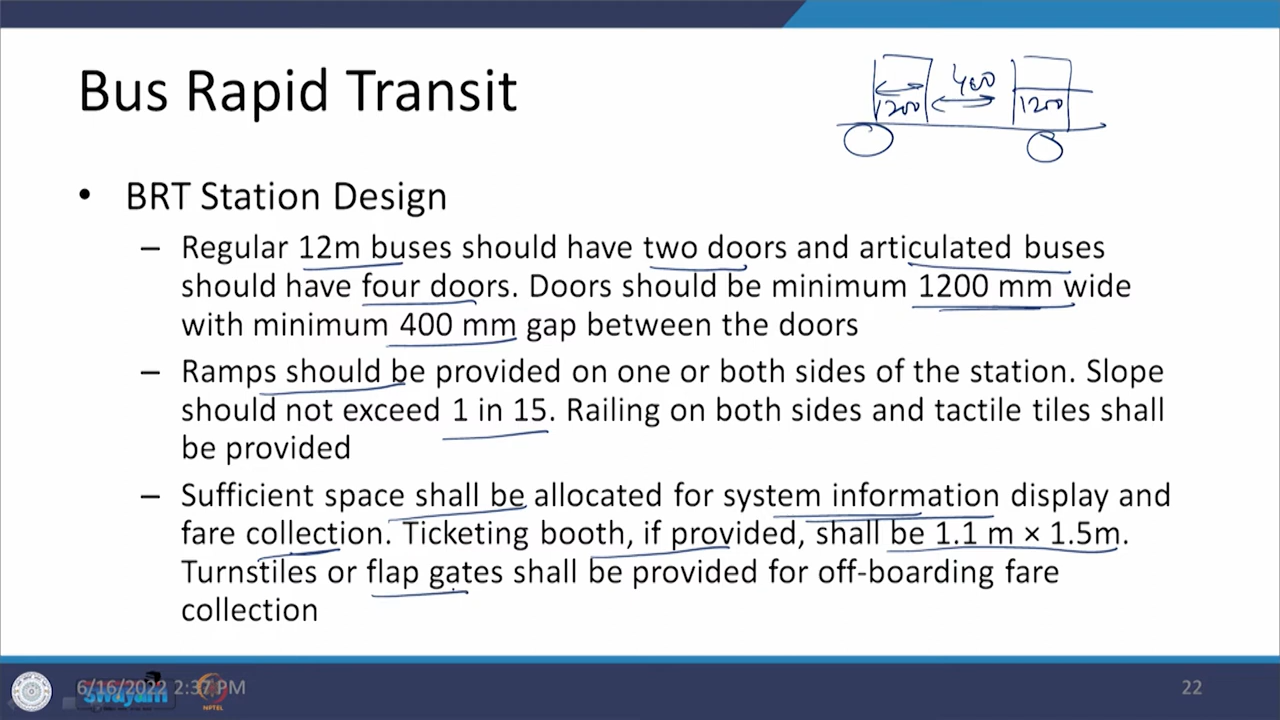 Bus Rapid Transit
400
1200
1200
• BRT Station Design
– Regular 12m buses should have two doors and articulated buses
should have four doors. Doors should be minimum 1200 mm wide
with minimum 400 mm gap between the doors
– Ramps should be provided on one or both sides of the station. Slope
should not exceed 1 in 15. Railing on both sides and tactile tiles shall
be provided
– Sufficient space shall be allocated for system information display and
fare collection. Ticketing booth, if provided, shall be 1.1 m × 1.5m.
Turnstiles or flap gates shall be provided for off-boarding fare
collection
6/16/2022 2:37 PM
swayam
NPTEL
22